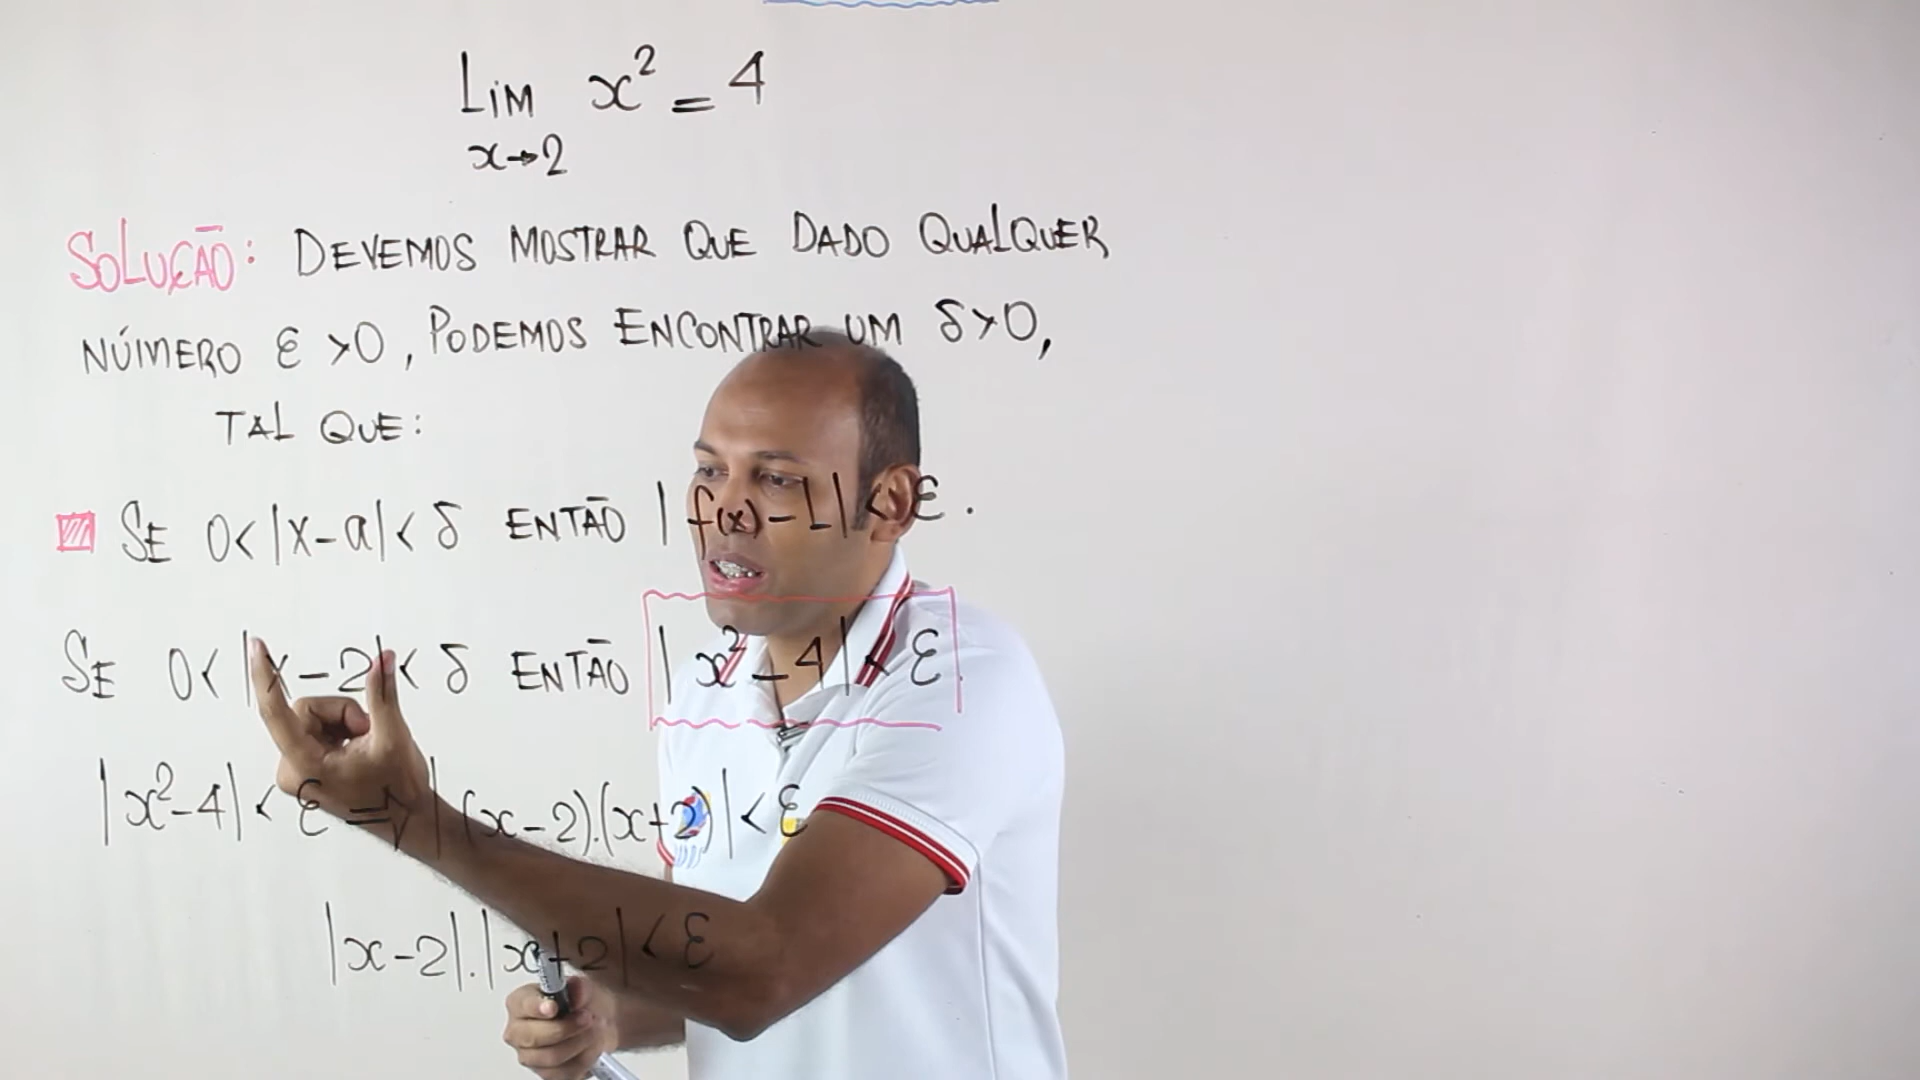 Lim x² = 4
x→2
SOLUÇÃO: DEVEMOS MOSTRAR QUE DADO QUALQUER
NÚMERO ε >0, PODEMOS ENCONTRAR UM δ>0,
TAL QUE:
SE 0<|x-a|<δ ENTÃO |f(x)-L|<ε.
SE 0<|x-2|<δ ENTÃO |x²-4|<ε.
|x²-4|<ε ⇒ |(x-2).(x+2)|<ε
|x-2|.|x+2|<ε